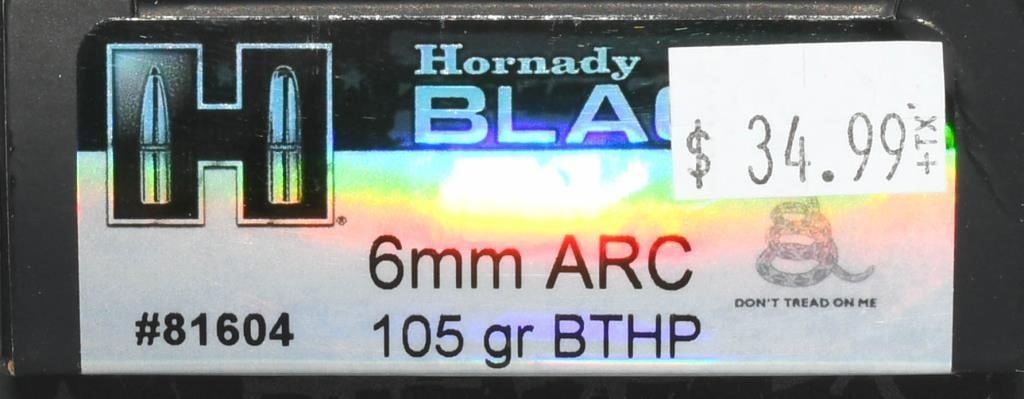 H
Hornady
BLAC
$ 34.99 +TX
6mm ARC
DON'T TREAD ON ME
#81604
105 gr BTHP